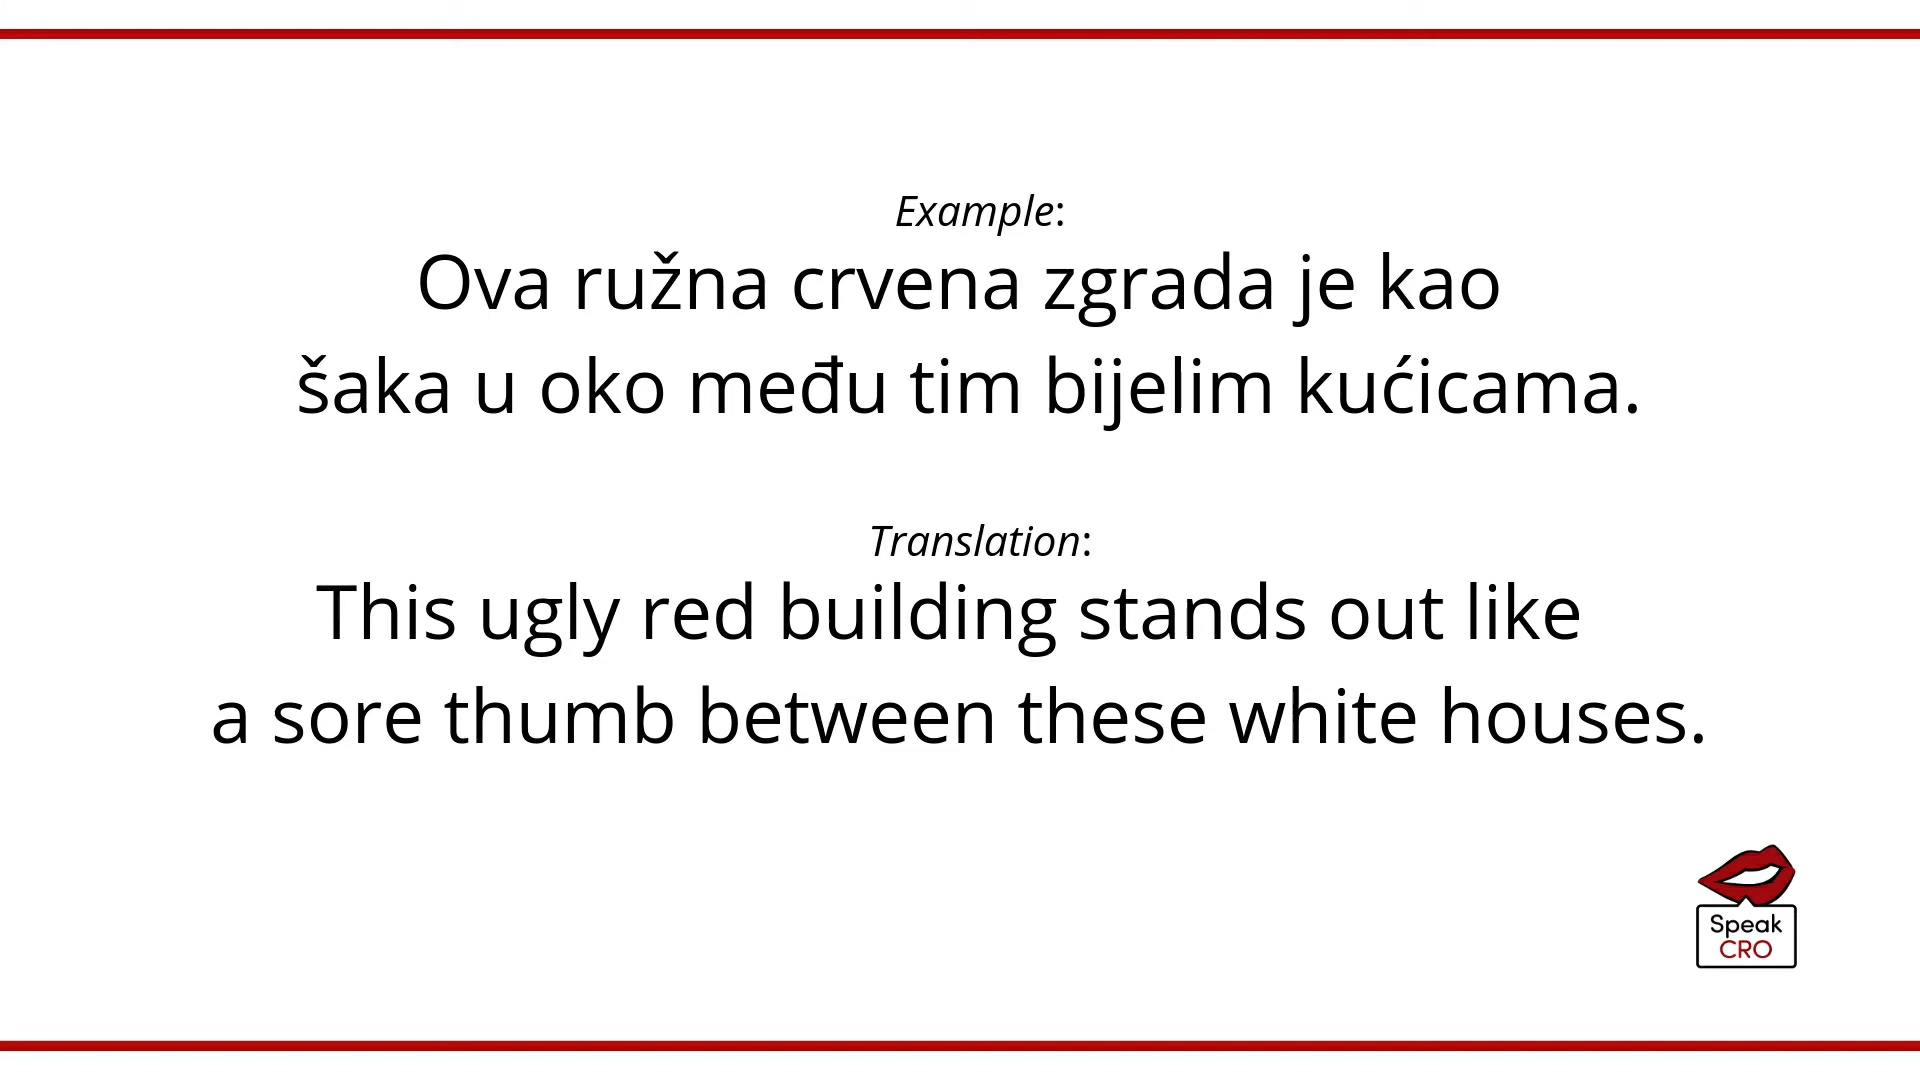 Example:
Ova ružna crvena zgrada je kao
šaka u oko među tim bijelim kućicama.
Translation:
This ugly red building stands out like
a sore thumb between these white houses.
Speak
CRO